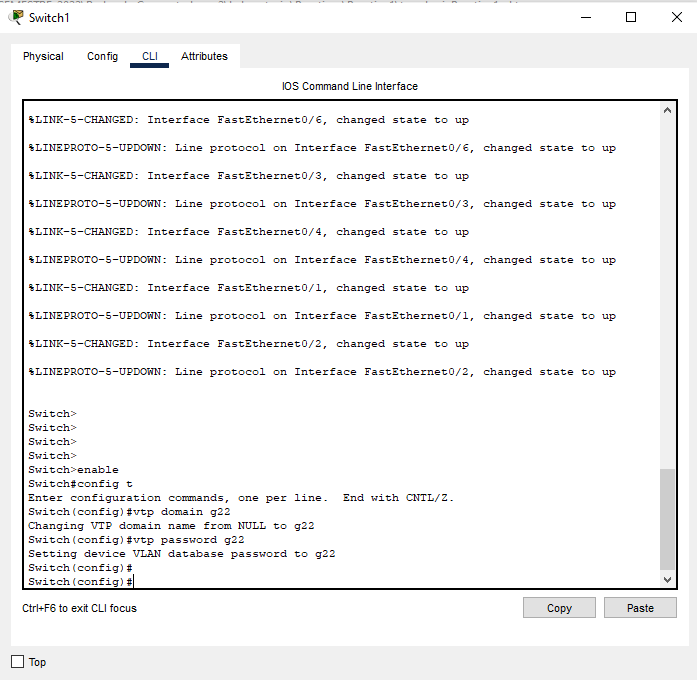 Switch1
Physical Config CLI Attributes
IOS Command Line Interface
%LINK-5-CHANGED: Interface FastEthernet0/6, changed state to up
%LINEPROTO-5-UPDOWN: Line protocol on Interface FastEthernet0/6, changed state to up
%LINK-5-CHANGED: Interface FastEthernet0/3, changed state to up
%LINEPROTO-5-UPDOWN: Line protocol on Interface FastEthernet0/3, changed state to up
%LINK-5-CHANGED: Interface FastEthernet0/4, changed state to up
%LINEPROTO-5-UPDOWN: Line protocol on Interface FastEthernet0/4, changed state to up
%LINK-5-CHANGED: Interface FastEthernet0/1, changed state to up
%LINEPROTO-5-UPDOWN: Line protocol on Interface FastEthernet0/1, changed state to up
%LINK-5-CHANGED: Interface FastEthernet0/2, changed state to up
%LINEPROTO-5-UPDOWN: Line protocol on Interface FastEthernet0/2, changed state to up
Switch>
Switch>
Switch>
Switch>
Switch>enable
Switch#config t
Enter configuration commands, one per line.  End with CNTL/Z.
Switch(config)#vtp domain g22
Changing VTP domain name from NULL to g22
Switch(config)#vtp password g22
Setting device VLAN database password to g22
Switch(config)#
Switch(config)#
Ctrl+F6 to exit CLI focus
Copy Paste
Top